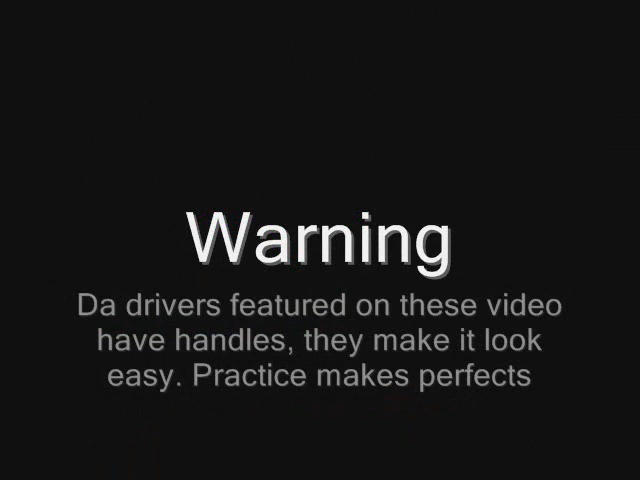 Warning
Da drivers featured on these video
have handles, they make it look
easy. Practice makes perfects